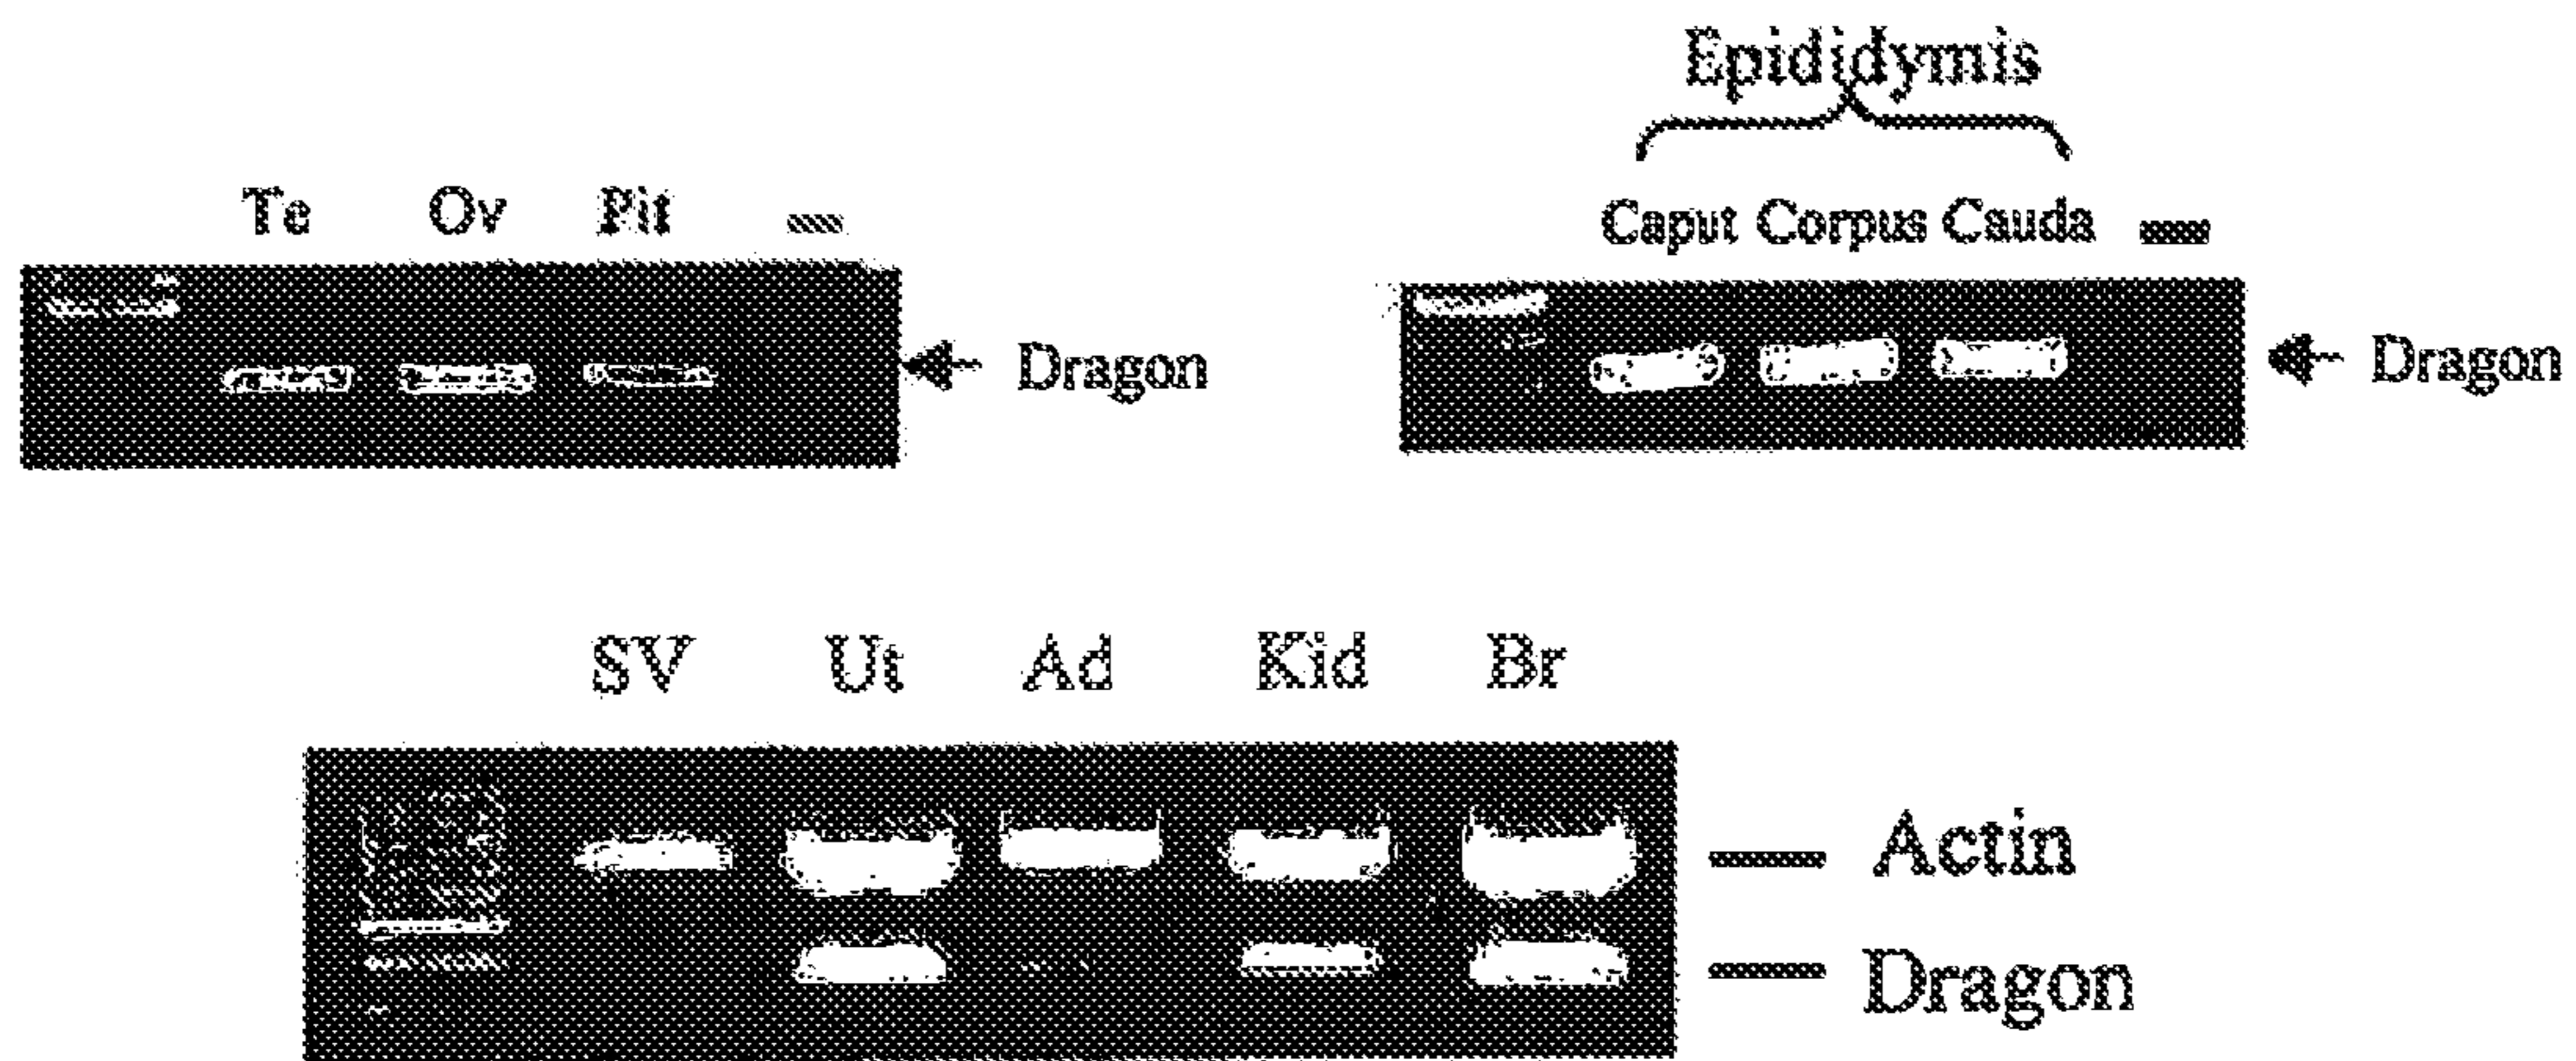 Epididymis
Te Ov Pit –
Caput Corpus Cauda –
Dragon
Dragon
SV Ut Ad Kid Br
Actin
Dragon